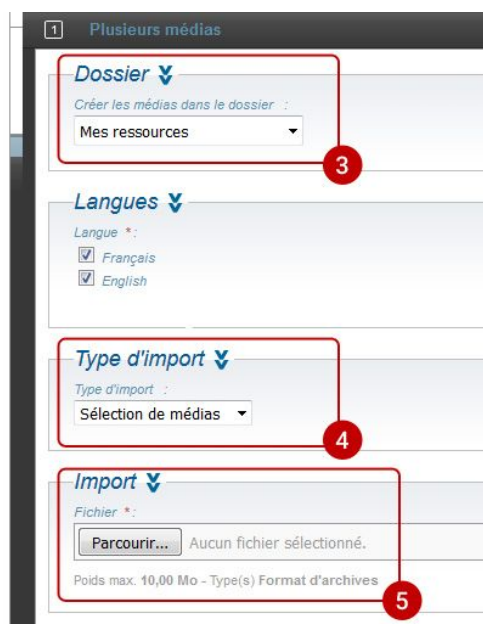 1 Plusieurs médias
Dossier
Créer les médias dans le dossier :
Mes ressources
3
Langues
Langue * :
Français
English
Type d'import
Type d'import :
Sélection de médias
4
Import
Fichier * :
Parcourir... Aucun fichier sélectionné.
Poids max. 10,00 Mo - Type(s) Format d'archives
5